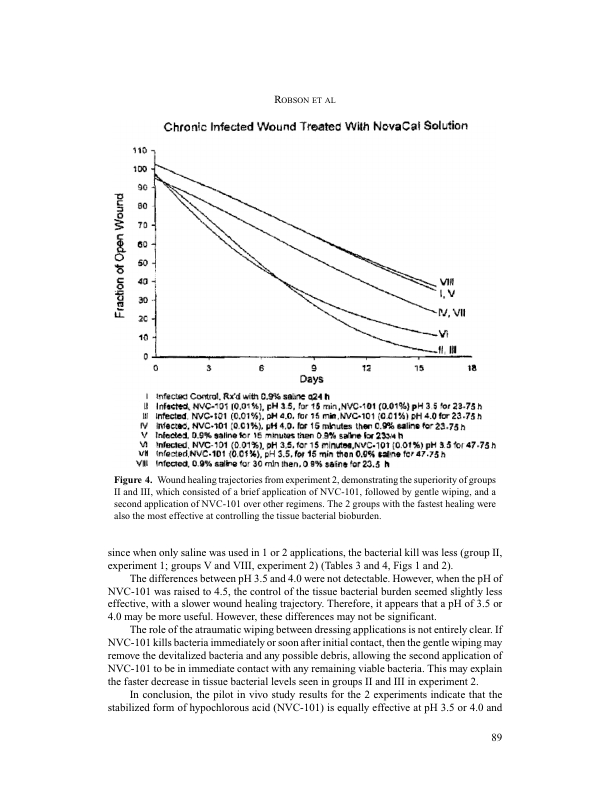 ROBSON ET AL
Chronic Infected Wound Treated With NovaCal Solution
110
100
90
80
70
60
50
40
30
20
10
0
Fraction of Open Wound
0 3 6 9 12 15 18
Days
VIII
I, V
IV, VII
VI
II, III
I Infected Control, Rx'd with 0.9% saline q24 h
II Infected, NVC-101 (0.01%), pH 3.5, for 15 min, NVC-101 (0.01%) pH 3.5 for 23-75 h
III Infected, NVC-101 (0.01%), pH 4.0, for 15 minutes, NVC-101 (0.01%) pH 4.0 for 23-75 h
IV Infected, NVC-101 (0.01%), pH 4.0, for 15 minutes then 0.9% saline for 23-75 h
V Infected, 0.9% saline for 15 minutes then 0.9% saline for h
VI Infected, NVC-101 (0.01%), pH 3.5, for 15 minutes, NVC-101 (0.01%) pH 3.5 for 47-75 h
VII Infected, NVC-101 (0.01%), pH 3.5, for 15 min then 0.9% saline for 47-75 h
VIII Infected, 0.9% saline for 30 min then, 0 9% saline for 23.5 h
Figure 4. Wound healing trajectories from experiment 2, demonstrating the superiority of groups
II and III, which consisted of a brief application of NVC-101, followed by gentle wiping, and a
second application of NVC-101 over other regimens. The 2 groups with the fastest healing were
also the most effective at controlling the tissue bacterial bioburden.
since when only saline was used in 1 or 2 applications, the bacterial kill was less (group II,
experiment 1; groups V and VIII, experiment 2) (Tables 3 and 4, Figs 1 and 2).
The differences between pH 3.5 and 4.0 were not detectable. However, when the pH of
NVC-101 was raised to 4.5, the control of the tissue bacterial burden seemed slightly less
effective, with a slower wound healing trajectory. Therefore, it appears that a pH of 3.5 or
4.0 may be more useful. However, these differences may not be significant.
The role of the atraumatic wiping between dressing applications is not entirely clear. If
NVC-101 kills bacteria immediately or soon after initial contact, then the gentle wiping may
remove the devitalized bacteria and any possible debris, allowing the second application of
NVC-101 to be in immediate contact with any remaining viable bacteria. This may explain
the faster decrease in tissue bacterial levels seen in groups II and III in experiment 2.
In conclusion, the pilot in vivo study results for the 2 experiments indicate that the
stabilized form of hypochlorous acid (NVC-101) is equally effective at pH 3.5 or 4.0 and
89